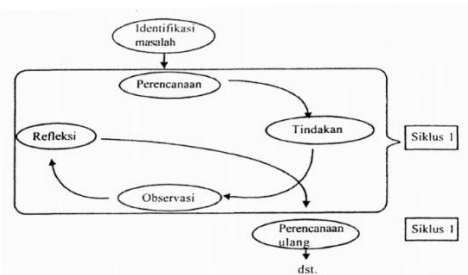 Identifikasi
masalah
Perencanaan
Tindakan
Siklus 1
Refleksi
Observasi
Perencanaan
ulang
Siklus 1
dst.